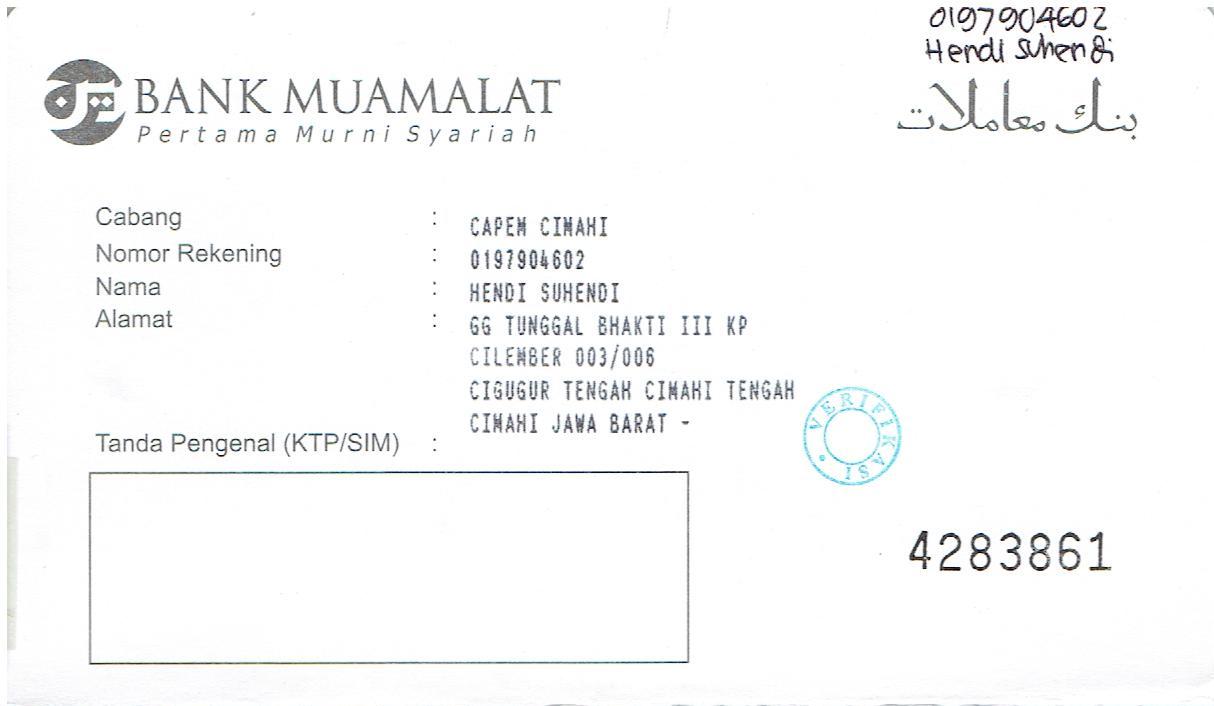 0197904602
Hendi Suhendi
BANK MUAMALAT
Pertama Murni Syariah
بنك معاملات
Cabang : CAPEM CIMAHI
Nomor Rekening : 0197904602
Nama : HENDI SUHENDI
Alamat : GG TUNGGAL BHAKTI III KP
CILEMBER 003/006
CIGUGUR TENGAH CIMAHI TENGAH
CIMAHI JAWA BARAT -
Tanda Pengenal (KTP/SIM) :
VERIFIKASI
4283861